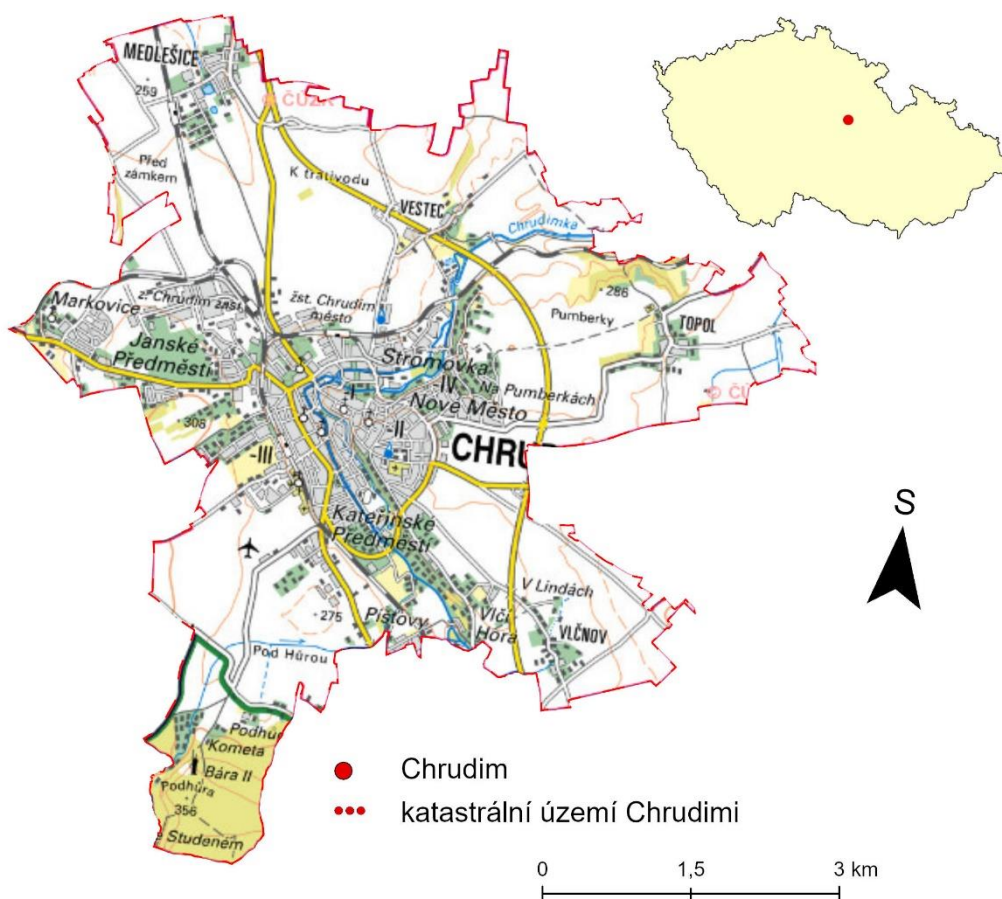 MEDLEŠICE
259
ČÚZK
Před
zámkem
K trativodu
VESTEC
Chrudimka
286
Markovice
z. Chrudim zast.
žst. Chrudim
město
Pumberky
TOPOL
Janské
Předměstí
Stromovka
-I
-IV
Na Pumberkách
Nové Město
ČÚ
308
-II
-III
CHRU
Kateřinské
Předměstí
S
V Lindách
Píšťovy
Vlčí
Hora
VLČNOV
275
Pod Hůrou
Podhůr
Kometa
Bára II
Podhůra
356
Studeném
Chrudim
katastrální území Chrudimi
0
1,5
3 km